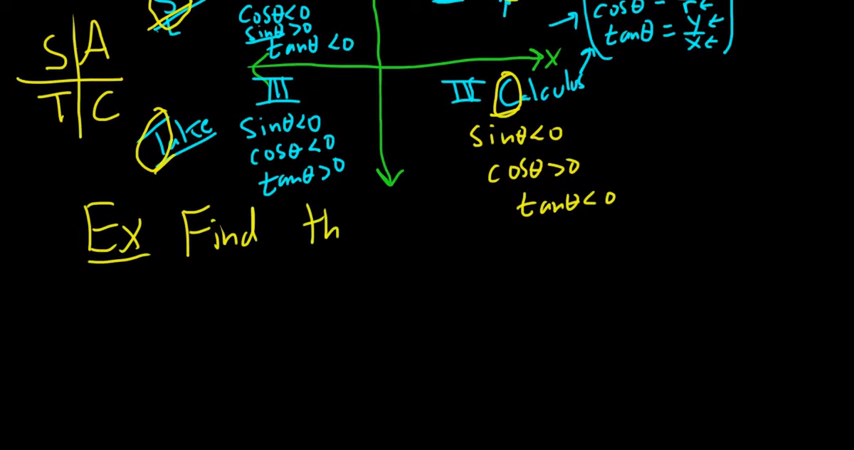 cosθ<0
sinθ>0
tanθ<0
cosθ = r
tanθ = y/x
S A
T C
x
III
IV Calculus
Take
sinθ<0
cosθ<0
tanθ>0
sinθ<0
cosθ>0
tanθ<0
Ex Find th